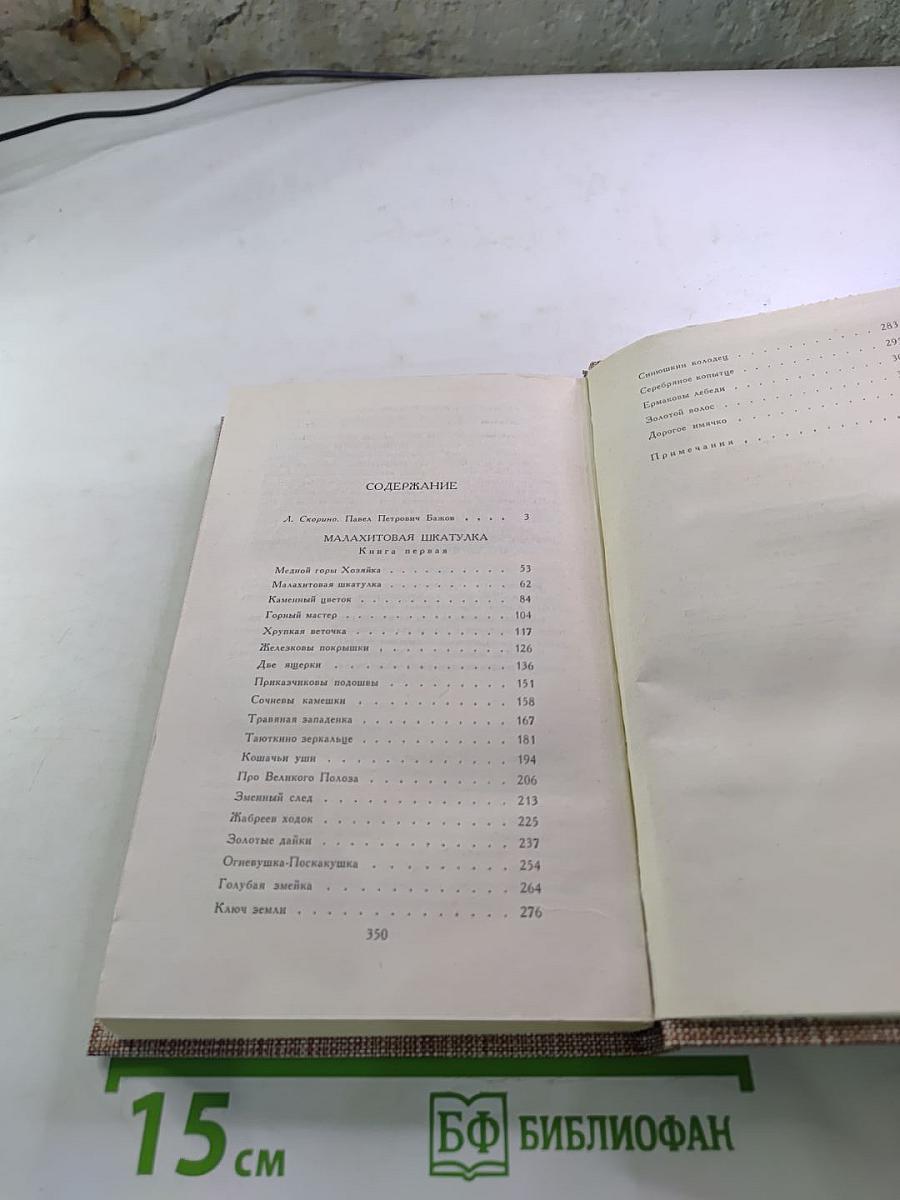 СОДЕРЖАНИЕ
Л. Скорино. Павел Петрович Бажов . . . . 3
МАЛАХИТОВАЯ ШКАТУЛКА
Книга первая
Медной горы Хозяйка . . . . . . . . . . 53
Малахитовая шкатулка . . . . . . . . . . 62
Каменный цветок . . . . . . . . . . . . 84
Горный мастер . . . . . . . . . . . . . 104
Хрупкая веточка . . . . . . . . . . . . 117
Железковы покрышки . . . . . . . . . . 126
Две ящерки . . . . . . . . . . . . . 136
Приказчиковы подошвы . . . . . . . . . 151
Сочневы камешки . . . . . . . . . . . 158
Травяная западенка . . . . . . . . . . 167
Таюткино зеркальце . . . . . . . . . . 181
Кошачьи уши . . . . . . . . . . . . . 194
Про Великого Полоза . . . . . . . . . 206
Змеиный след . . . . . . . . . . . . . 213
Жабреев ходок . . . . . . . . . . . . 225
Золотые дайки . . . . . . . . . . . . 237
Огневушка-Поскакушка . . . . . . . . 254
Голубая змейка . . . . . . . . . . . . 264
Ключ земли . . . . . . . . . . . . . . 276
350
Синюшкин колодец . . . . . . . . . . 283
Серебряное копытце . . . . . . . . .
Ермаковы лебеди . . . . . . . . . .
Золотой волос . . . . . . . . . . .
Дорогое имячко . . . . . . . . . .
Примечания . . . . . . . . . .
15 см
БФ БИБЛИОФАН